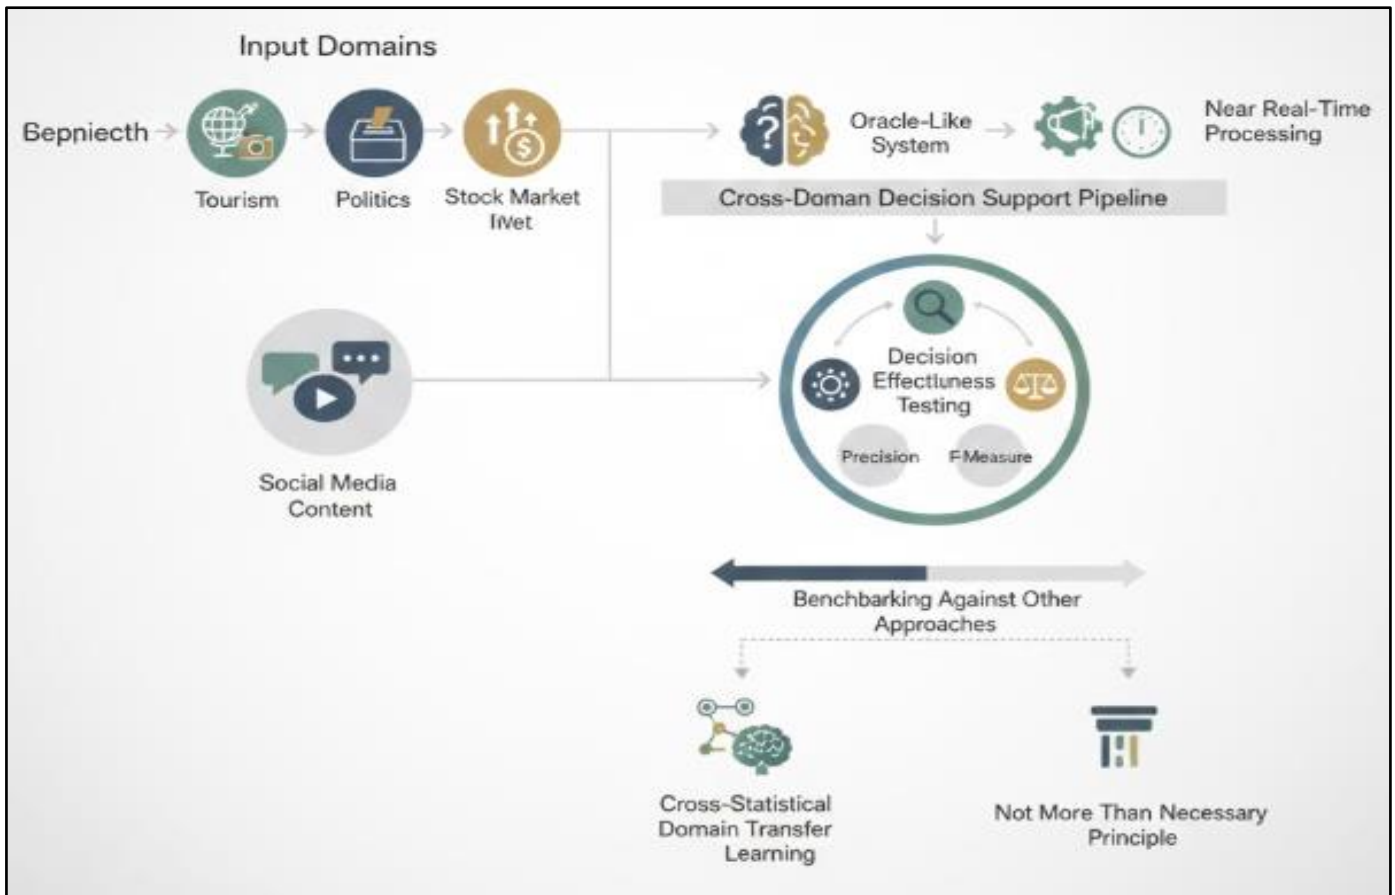 Input Domains
Bepniecth
Tourism
Politics
Stock Market
Oracle-Like
System
Near Real-Time
Processing
Cross-Doman Decision Support Pipeline
Decision
Effectluness
Testing
Precision
F-Measure
Social Media
Content
Benchbarking Against Other
Approaches
Cross-Statistical
Domain Transfer
Learning
Not More Than Necessary
Principle